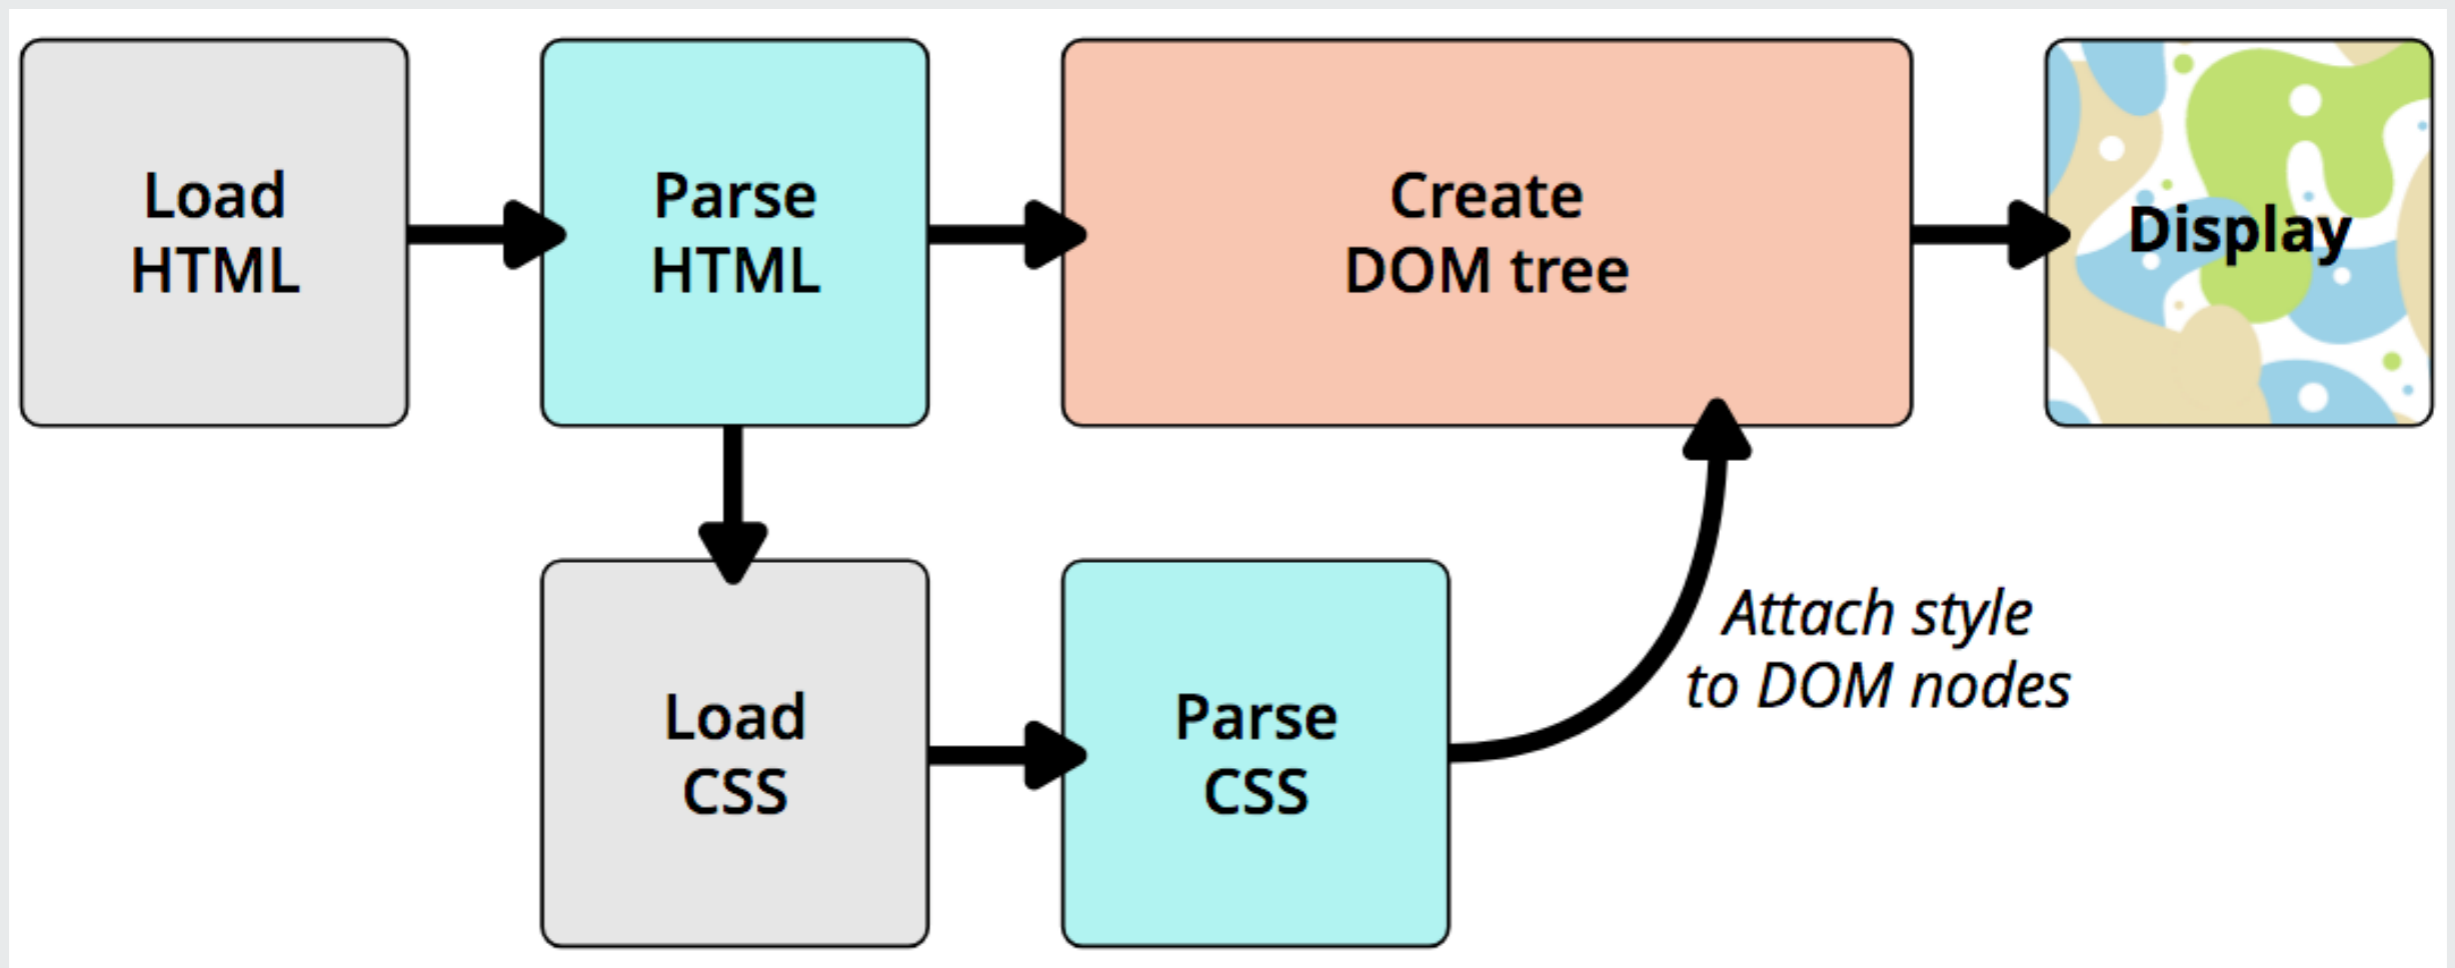 Load
HTML
Parse
HTML
Create
DOM tree
Display
Load
CSS
Parse
CSS
Attach style
to DOM nodes